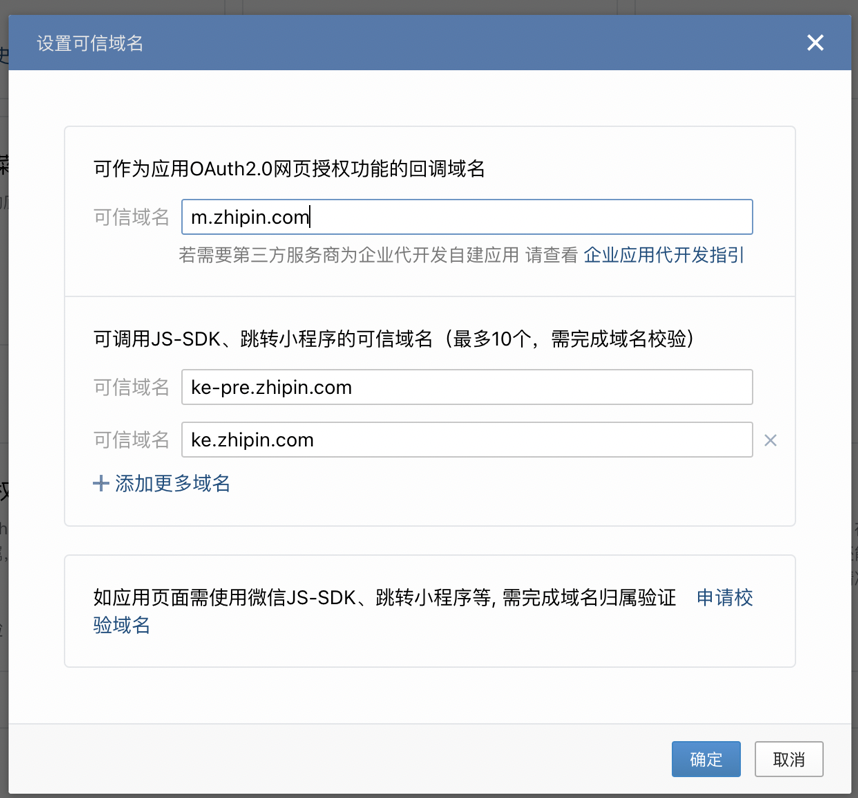 设置可信域名
可作为应用OAuth2.0网页授权功能的回调域名
可信域名 m.zhipin.com
若需要第三方服务商为企业代开发自建应用 请查看 企业应用代开发指引
可调用JS-SDK、跳转小程序的可信域名（最多10个，需完成域名校验）
可信域名 ke-pre.zhipin.com
可信域名 ke.zhipin.com
添加更多域名
如应用页面需使用微信JS-SDK、跳转小程序等, 需完成域名归属验证 申请校
验域名
确定 取消